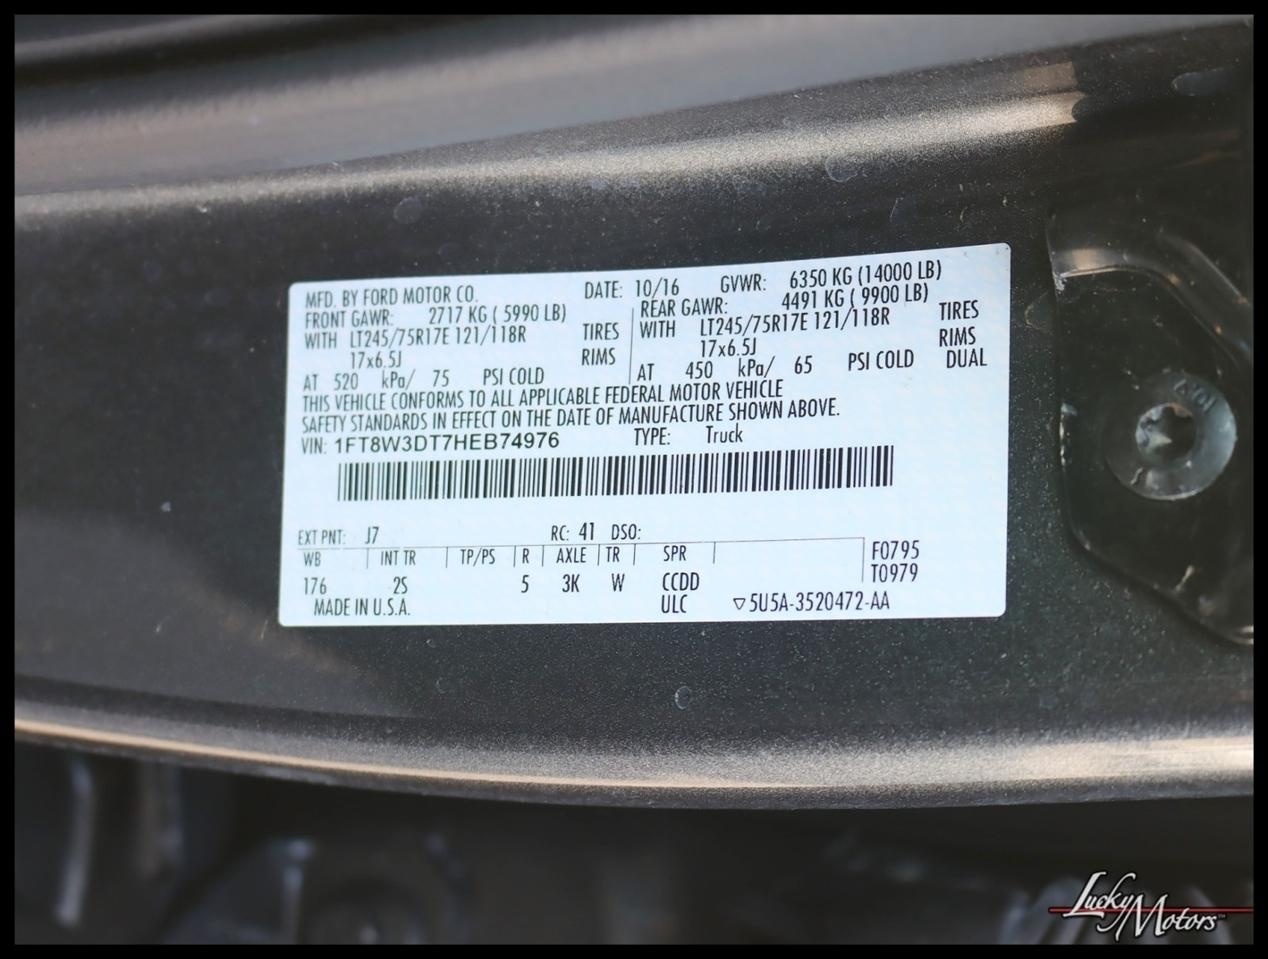 MFD. BY FORD MOTOR CO. DATE: 10/16 GVWR: 6350 KG (14000 LB)
FRONT GAWR: 2717 KG ( 5990 LB) REAR GAWR: 4491 KG ( 9900 LB)
WITH LT245/75R17E 121/118R TIRES WITH LT245/75R17E 121/118R TIRES
17x6.5J RIMS 17x6.5J RIMS
AT 520 kPa/ 75 PSI COLD AT 450 kPa/ 65 PSI COLD DUAL
THIS VEHICLE CONFORMS TO ALL APPLICABLE FEDERAL MOTOR VEHICLE
SAFETY STANDARDS IN EFFECT ON THE DATE OF MANUFACTURE SHOWN ABOVE.
VIN: 1FT8W3DT7HEB74976 TYPE: Truck
EXT PNT: J7 RC: 41 DSO:
WB INT TR TP/PS R AXLE TR SPR F0795
176 2S 5 3K W CCDD T0979
MADE IN U.S.A. ULC ▽5U5A-3520472-AA
Lucky Motors